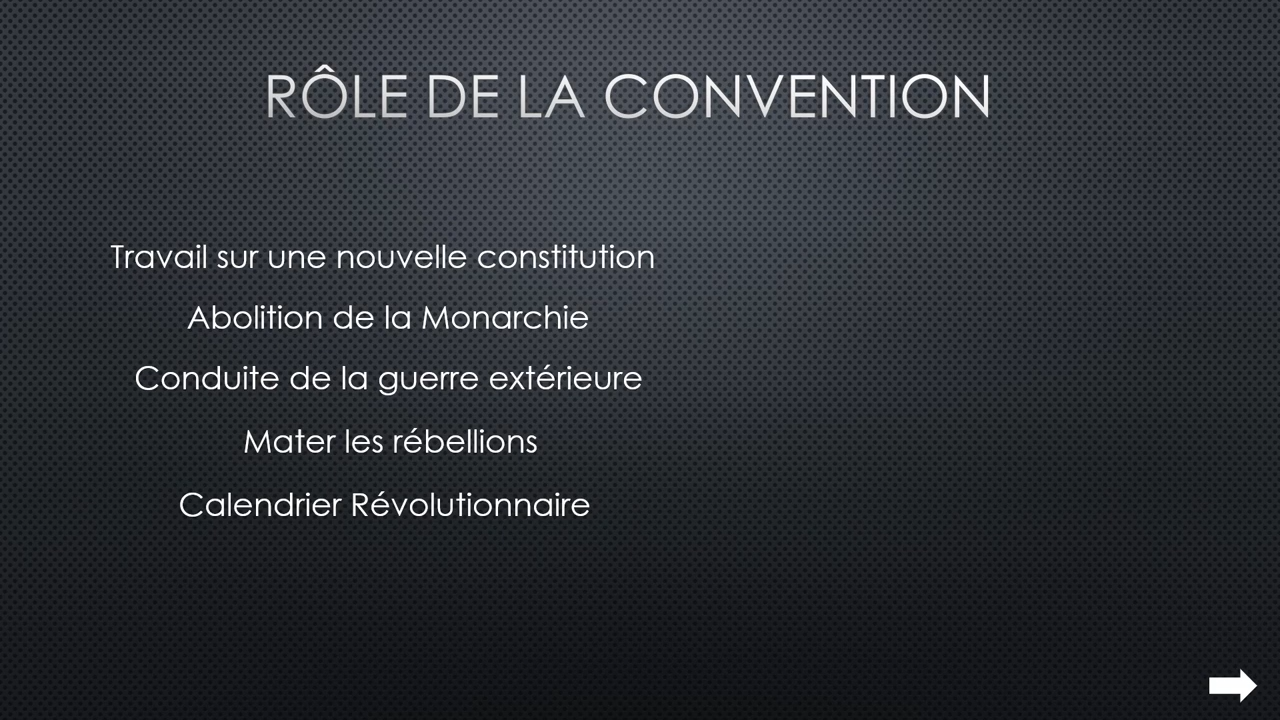 RÔLE DE LA CONVENTION
Travail sur une nouvelle constitution
Abolition de la Monarchie
Conduite de la guerre extérieure
Mater les rébellions
Calendrier Révolutionnaire